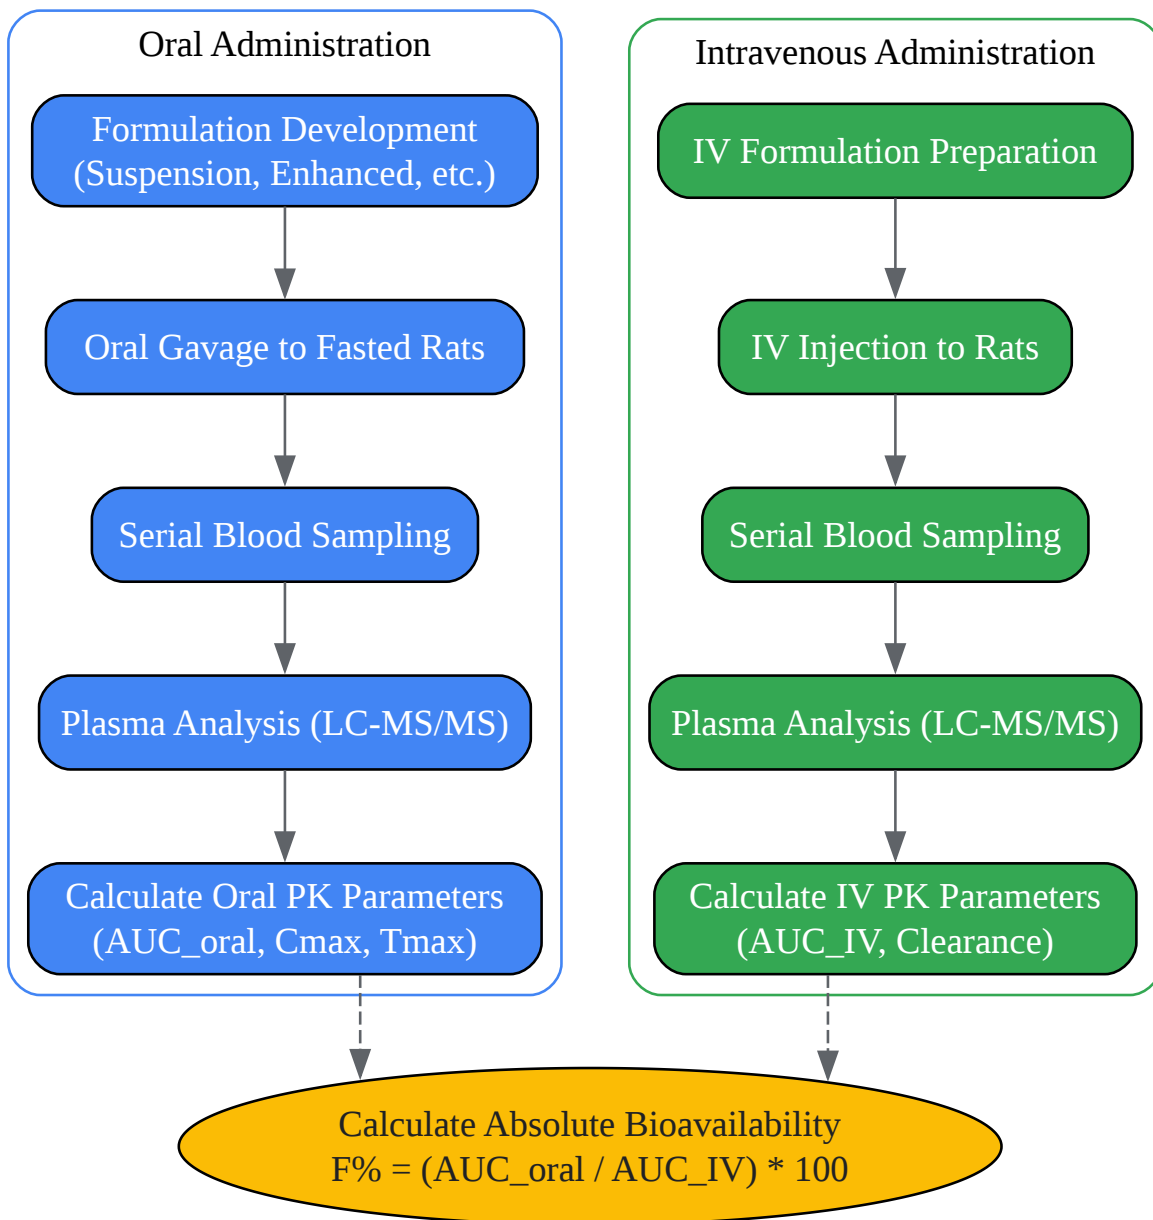 Oral Administration
Formulation Development
(Suspension, Enhanced, etc.)
Oral Gavage to Fasted Rats
Serial Blood Sampling
Plasma Analysis (LC-MS/MS)
Calculate Oral PK Parameters
(AUC_oral, Cmax, Tmax)
Intravenous Administration
IV Formulation Preparation
IV Injection to Rats
Serial Blood Sampling
Plasma Analysis (LC-MS/MS)
Calculate IV PK Parameters
(AUC_IV, Clearance)
Calculate Absolute Bioavailability
F% = (AUC_oral / AUC_IV) * 100